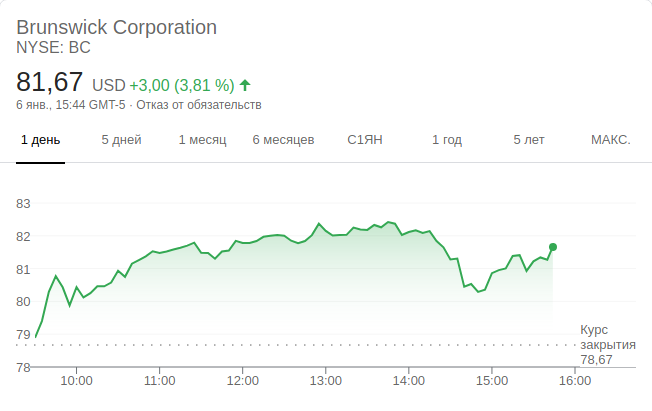 Brunswick Corporation
NYSE: BC
81,67 USD +3,00 (3,81 %)
6 янв., 15:44 GMT-5 · Отказ от обязательств
1 день 5 дней 1 месяц 6 месяцев С1ЯН 1 год 5 лет МАКС.
83
82
81
80
79
78
Курс
закрытия
78,67
10:00 11:00 12:00 13:00 14:00 15:00 16:00